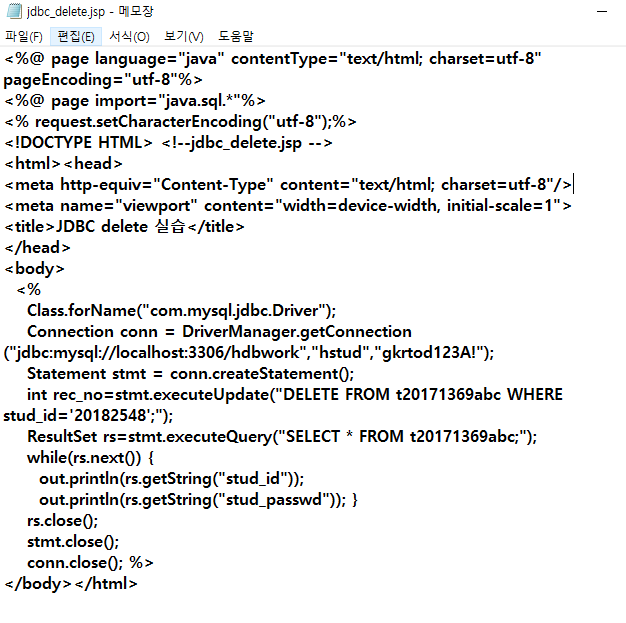 jdbc_delete.jsp - 메모장
파일(F) 편집(E) 서식(O) 보기(V) 도움말
<%@ page language="java" contentType="text/html; charset=utf-8"
pageEncoding="utf-8"%>
<%@ page import="java.sql.*"%>
<% request.setCharacterEncoding("utf-8");%>
<!DOCTYPE HTML> <!--jdbc_delete.jsp -->
<html><head>
<meta http-equiv="Content-Type" content="text/html; charset=utf-8"/>
<meta name="viewport" content="width=device-width, initial-scale=1">
<title>JDBC delete 실습</title>
</head>
<body>
<%
Class.forName("com.mysql.jdbc.Driver");
Connection conn = DriverManager.getConnection
("jdbc:mysql://localhost:3306/hdbwork","hstud","gkrtod123A!");
Statement stmt = conn.createStatement();
int rec_no=stmt.executeUpdate("DELETE FROM t20171369abc WHERE
stud_id='20182548';");
ResultSet rs=stmt.executeQuery("SELECT * FROM t20171369abc;");
while(rs.next()) {
out.println(rs.getString("stud_id"));
out.println(rs.getString("stud_passwd")); }
rs.close();
stmt.close();
conn.close(); %>
</body></html>